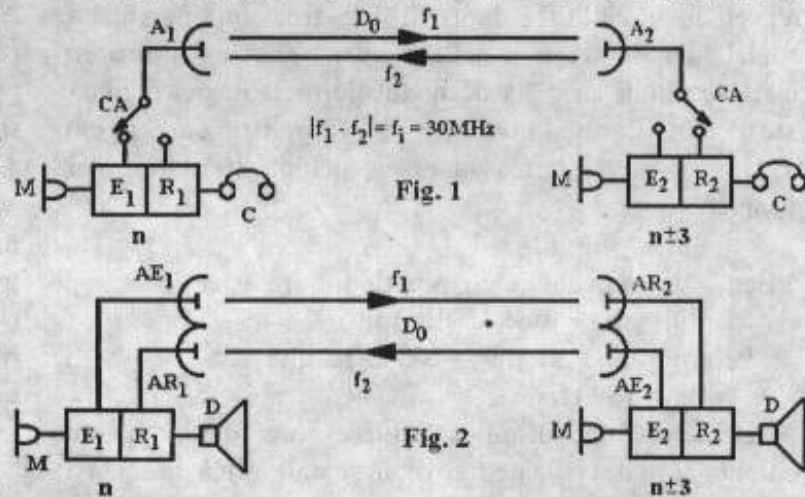 A₁ D₀ f₁ A₂
f₂
CA CA
|f₁ - f₂| = fᵢ = 30MHz
M E₁ R₁ C Fig. 1 M E₂ R₂ C
n n±3
AE₁ f₁ AR₂
D₀
AR₁ f₂ AE₂
M E₁ R₁ D Fig. 2 M E₂ R₂ D
n n±3